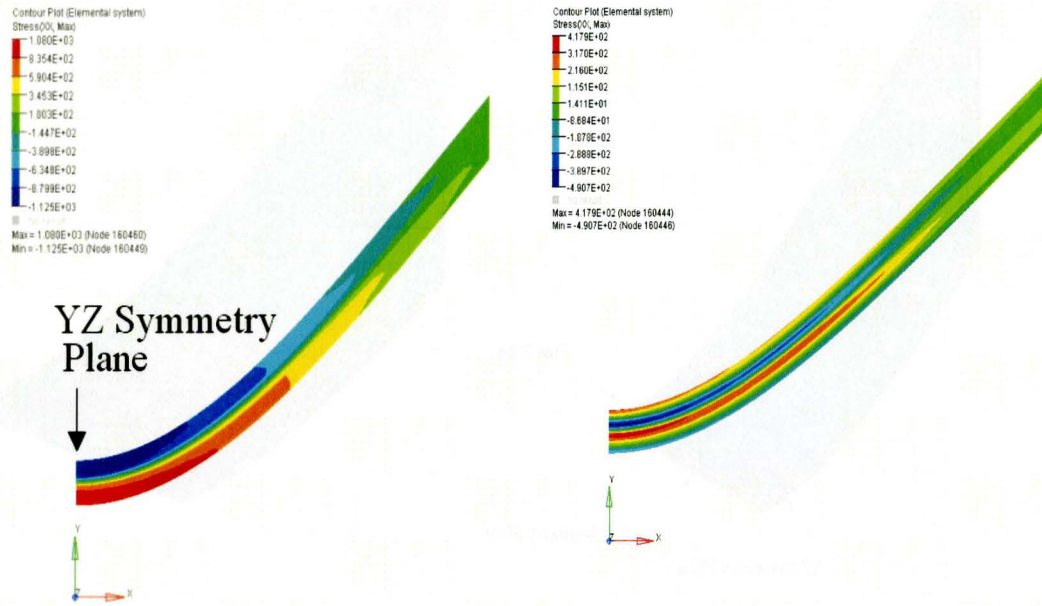 Contour Plot (Elemental system)
Stress(XX, Max)
1.080E+03
8.354E+02
5.904E+02
3.453E+02
1.003E+02
-1.447E+02
-3.898E+02
-6.348E+02
-8.799E+02
-1.125E+03
Max = 1.080E+03 (Node 160460)
Min = -1.125E+03 (Node 160449)
YZ Symmetry
Plane
Y
Z
X
Contour Plot (Elemental system)
Stress(XX, Max)
4.179E+02
3.170E+02
2.160E+02
1.151E+02
1.411E+01
-8.684E+01
-1.878E+02
-2.888E+02
-3.897E+02
-4.907E+02
Max = 4.179E+02 (Node 160444)
Min = -4.907E+02 (Node 160446)
Y
Z
X